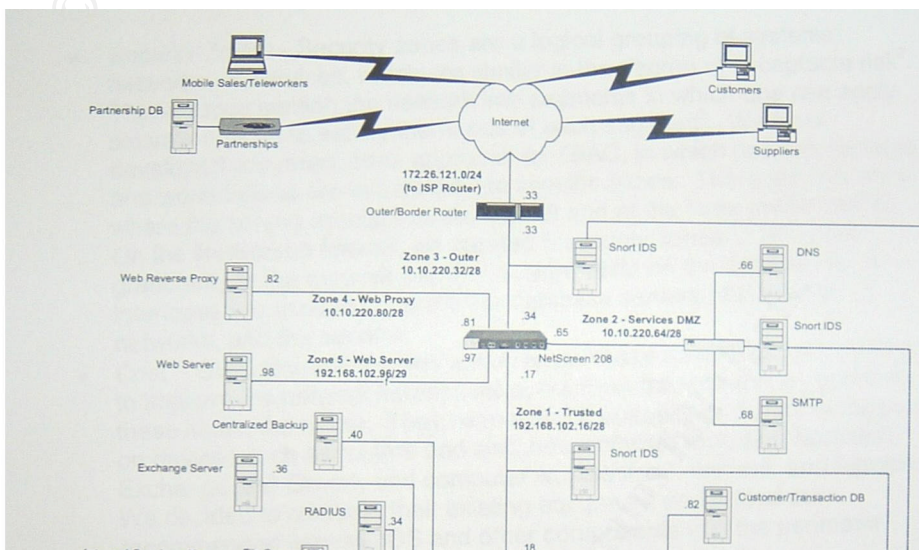 Mobile Sales/Teleworkers
Customers
Partnership DB
Internet
Partnerships
Suppliers
172.26.121.0/24
(to ISP Router)
.33
Outer/Border Router
.33
Snort IDS
DNS
Zone 3 - Outer
10.10.220.32/28
.66
Web Reverse Proxy
.82
Zone 4 - Web Proxy
10.10.220.80/28
.34
Zone 2 - Services DMZ
10.10.220.64/28
Snort IDS
.81
.65
.97
NetScreen 208
Web Server
Zone 5 - Web Server
192.168.102.96/29
.98
.17
SMTP
.68
Zone 1 - Trusted
192.168.102.16/28
Centralized Backup
.40
Snort IDS
Exchange Server
.36
Customer/Transaction DB
.82
RADIUS
.34
.18